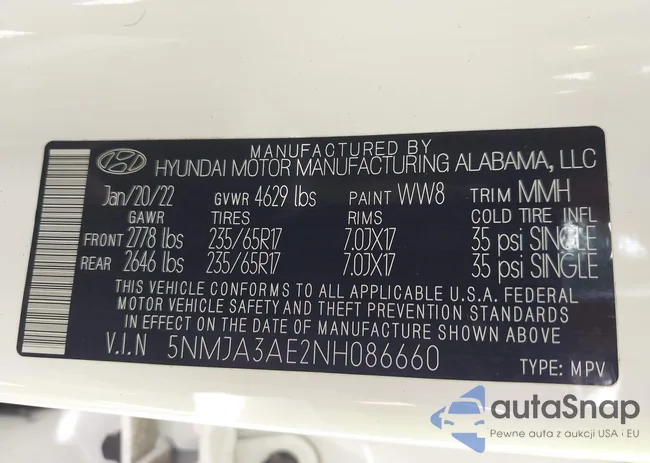 MANUFACTURED BY
HYUNDAI MOTOR MANUFACTURING ALABAMA, LLC
Jan/20/22 GVWR 4629 lbs PAINT WW8 TRIM MMH
GAWR TIRES RIMS COLD TIRE INFL
FRONT 2778 lbs 235/65R17 7.0JX17 35 psi SINGLE
REAR 2646 lbs 235/65R17 7.0JX17 35 psi SINGLE
THIS VEHICLE CONFORMS TO ALL APPLICABLE U.S.A. FEDERAL
MOTOR VEHICLE SAFETY AND THEFT PREVENTION STANDARDS
IN EFFECT ON THE DATE OF MANUFACTURE SHOWN ABOVE
V.I.N 5NMJA3AE2NH086660
TYPE: MPV
autaSnap
Pewne auta z aukcji USA i EU